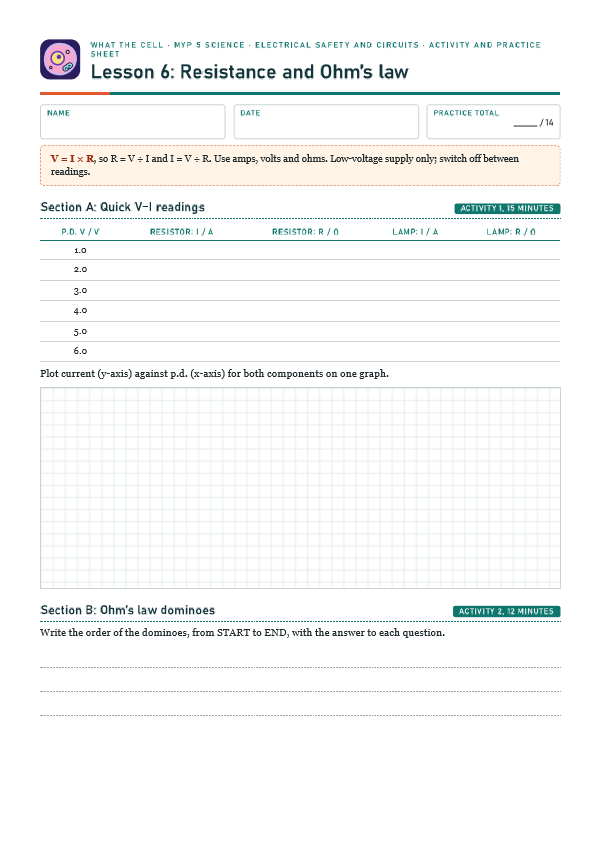 WHAT THE CELL · MYP 5 SCIENCE · ELECTRICAL SAFETY AND CIRCUITS · ACTIVITY AND PRACTICE
SHEET
Lesson 6: Resistance and Ohm's law
NAME
DATE
PRACTICE TOTAL
_____ / 14
V = I × R, so R = V ÷ I and I = V ÷ R. Use amps, volts and ohms. Low-voltage supply only; switch off between
readings.
Section A: Quick V–I readings
ACTIVITY 1, 15 MINUTES
P.D. V / V RESISTOR: I / A RESISTOR: R / Ω LAMP: I / A LAMP: R / Ω
1.0
2.0
3.0
4.0
5.0
6.0
Plot current (y-axis) against p.d. (x-axis) for both components on one graph.
Section B: Ohm's law dominoes
ACTIVITY 2, 12 MINUTES
Write the order of the dominoes, from START to END, with the answer to each question.